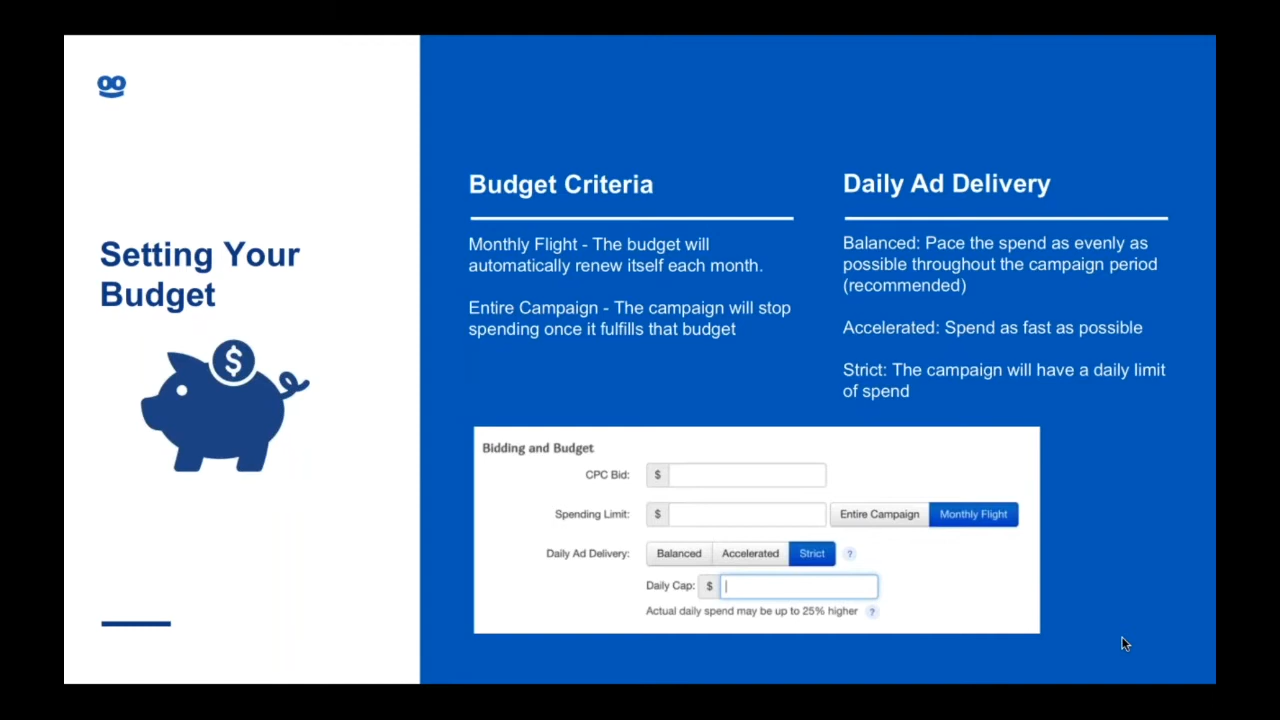 Setting Your
Budget
$
Budget Criteria
Monthly Flight - The budget will
automatically renew itself each month.
Entire Campaign - The campaign will stop
spending once it fulfills that budget
Daily Ad Delivery
Balanced: Pace the spend as evenly as
possible throughout the campaign period
(recommended)
Accelerated: Spend as fast as possible
Strict: The campaign will have a daily limit
of spend
Bidding and Budget
CPC Bid: $
Spending Limit: $ Entire Campaign Monthly Flight
Daily Ad Delivery: Balanced Accelerated Strict ?
Daily Cap: $
Actual daily spend may be up to 25% higher ?